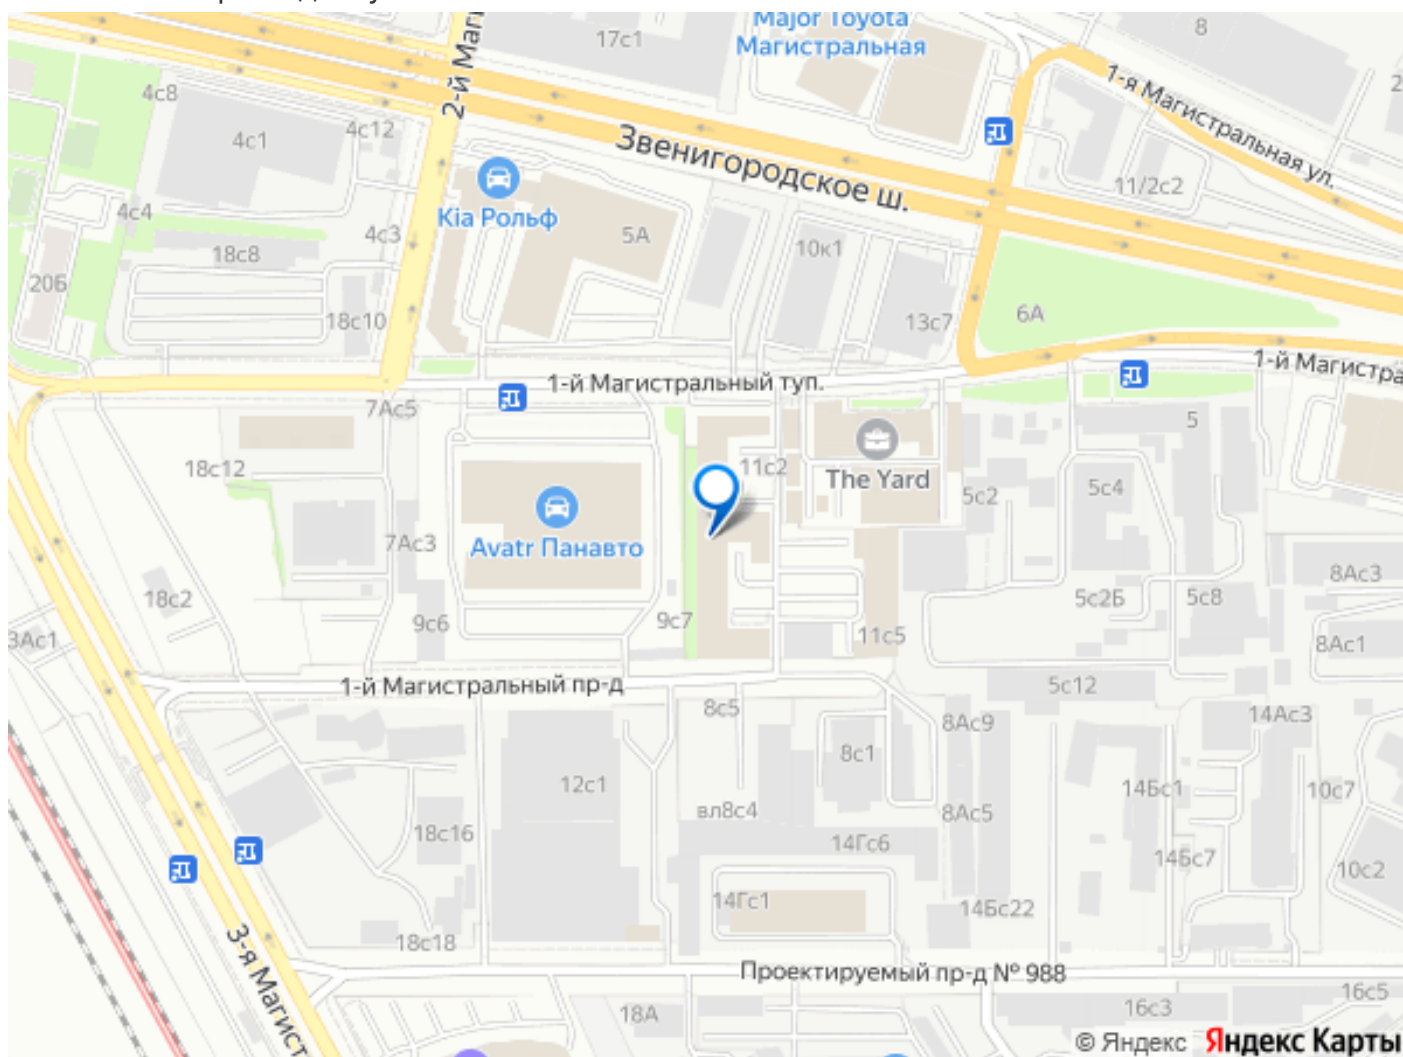 Major Toyota
Магистральная
17с1
8
2-й Маг
4с8
4с1
4с12
Звенигородское ш.
1-я Магистральная ул.
11/2с2
Kia Рольф
4с4
4с3
5А
10к1
18с8
20Б
18с10
13с7
6А
1-й Магистральный туп.
1-й Магистра
7Ас5
5
18с12
11с2
The Yard
5с2
5с4
7Ас3
Avatr Панавто
18с2
8Ас3
5с2Б
5с8
9с6
9с7
11с5
3Ас1
8Ас1
1-й Магистральный пр-д
5с12
8с5
8Ас9
14Ас3
8с1
12с1
14Бс1
10с7
вл8с4
8Ас5
18с16
14Гс6
14Бс7
10с2
14Гс1
14Бс22
18с18
3-я Магист
Проектируемый пр-д № 988
16с5
18А
16с3
© Яндекс Яндекс Карты